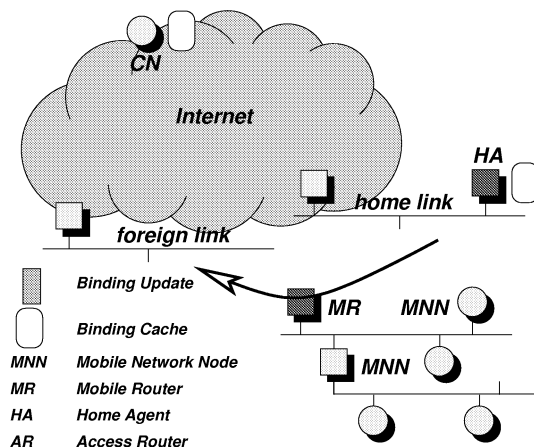 CN
Internet
HA
home link
foreign link
MR
MNN
MNN
Binding Update
Binding Cache
MNN Mobile Network Node
MR Mobile Router
HA Home Agent
AR Access Router